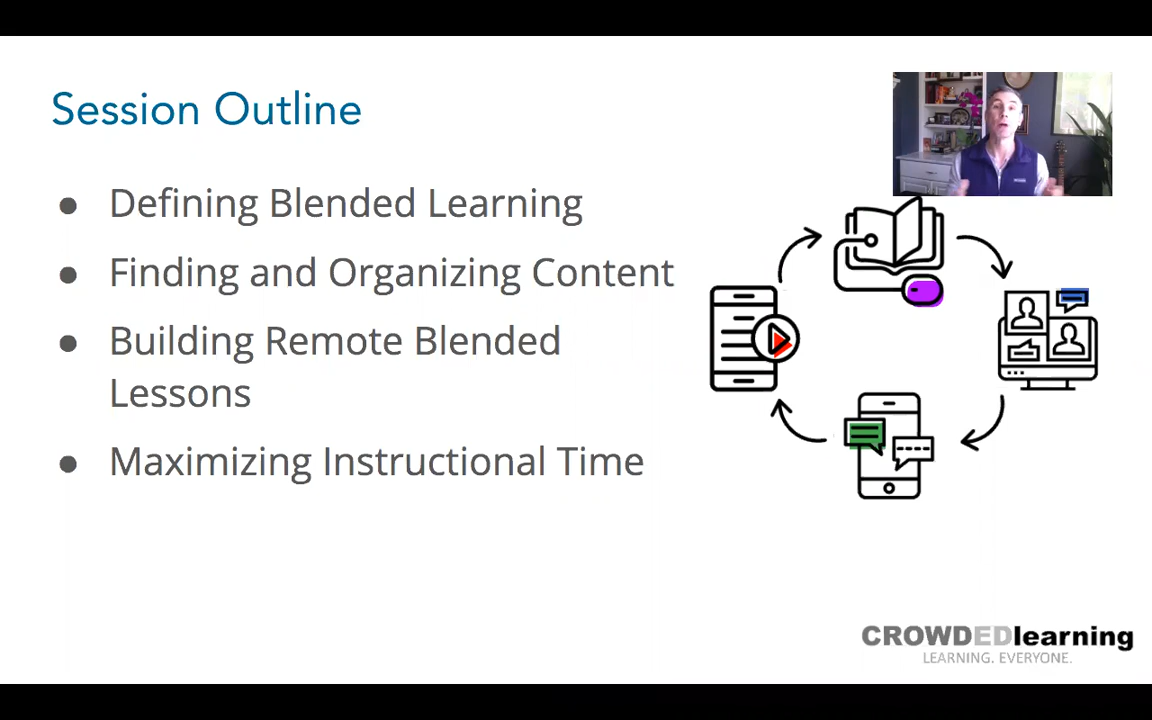 Session Outline
● Defining Blended Learning
● Finding and Organizing Content
● Building Remote Blended
Lessons
● Maximizing Instructional Time
CROWDEDlearning
LEARNING. EVERYONE.